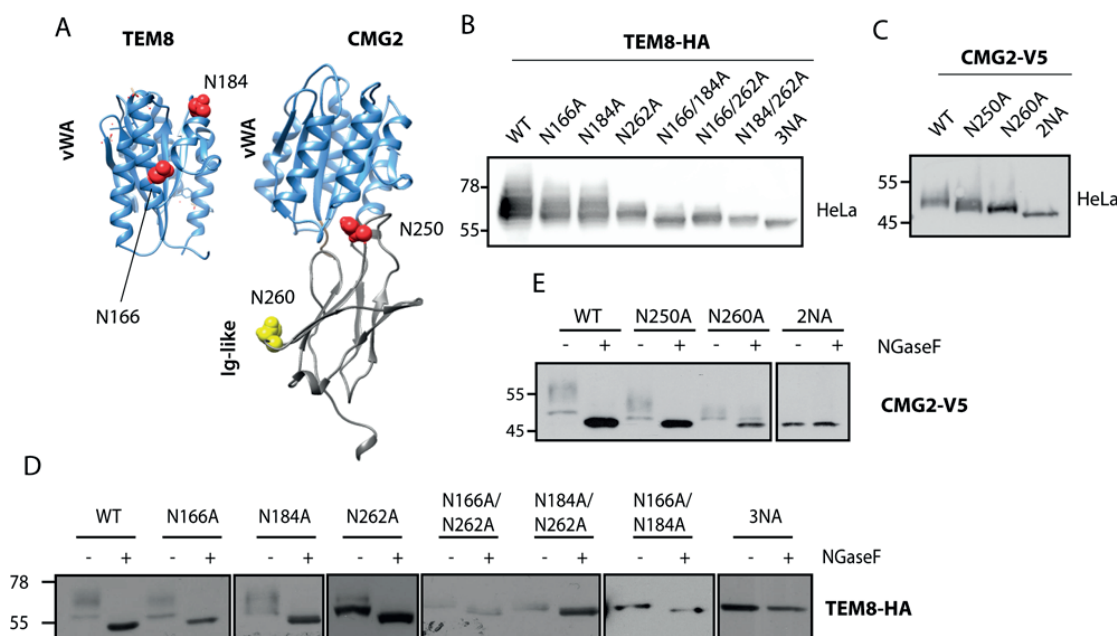 A
TEM8
CMG2
N184
vWA
vWA
N250
N166
N260
Ig-like
B
TEM8-HA
WT
N166A
N184A
N262A
N166/184A
N166/262A
N184/262A
3NA
78
55
HeLa
C
CMG2-V5
WT
N250A
N260A
2NA
55
45
HeLa
E
WT N250A N260A 2NA
- + - + - + - + NGaseF
55
45
CMG2-V5
D
WT N166A N184A N262A N166A/ N262A N184A/ N262A N166A/ N184A 3NA
- + - + - + - + - + - + - + - + NGaseF
78
55
TEM8-HA